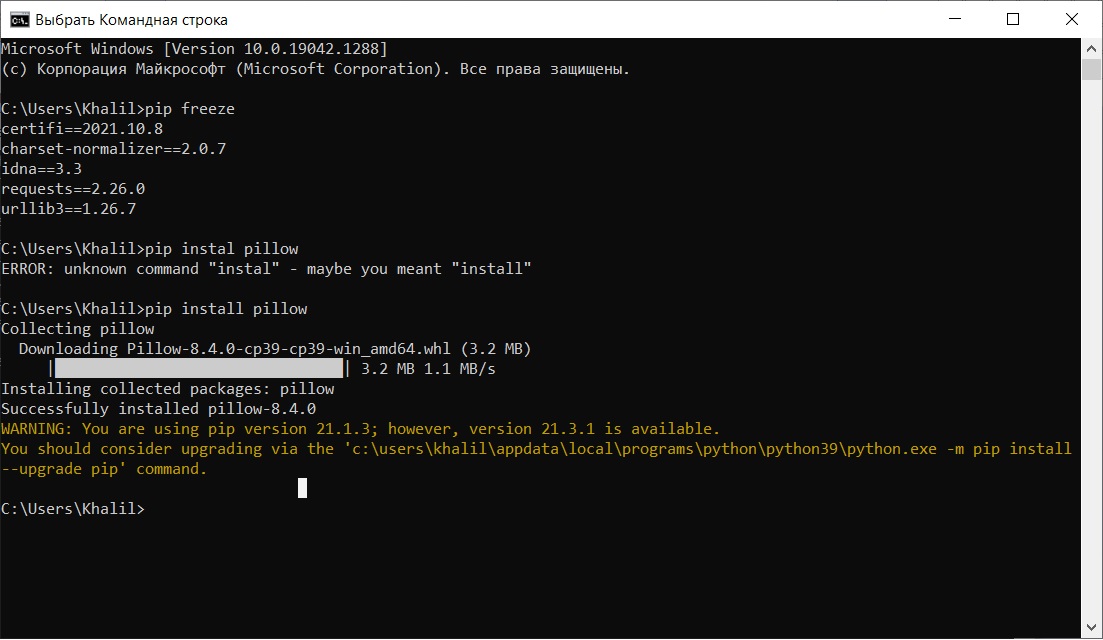 Выбрать Командная строка
Microsoft Windows [Version 10.0.19042.1288]
(c) Корпорация Майкрософт (Microsoft Corporation). Все права защищены.
C:\Users\Khalil>pip freeze
certifi==2021.10.8
charset-normalizer==2.0.7
idna==3.3
requests==2.26.0
urllib3==1.26.7
C:\Users\Khalil>pip instal pillow
ERROR: unknown command "instal" - maybe you meant "install"
C:\Users\Khalil>pip install pillow
Collecting pillow
  Downloading Pillow-8.4.0-cp39-cp39-win_amd64.whl (3.2 MB)
     |████████████████████████████████| 3.2 MB 1.1 MB/s
Installing collected packages: pillow
Successfully installed pillow-8.4.0
WARNING: You are using pip version 21.1.3; however, version 21.3.1 is available.
You should consider upgrading via the 'c:\users\khalil\appdata\local\programs\python\python39\python.exe -m pip install
--upgrade pip' command.
C:\Users\Khalil>